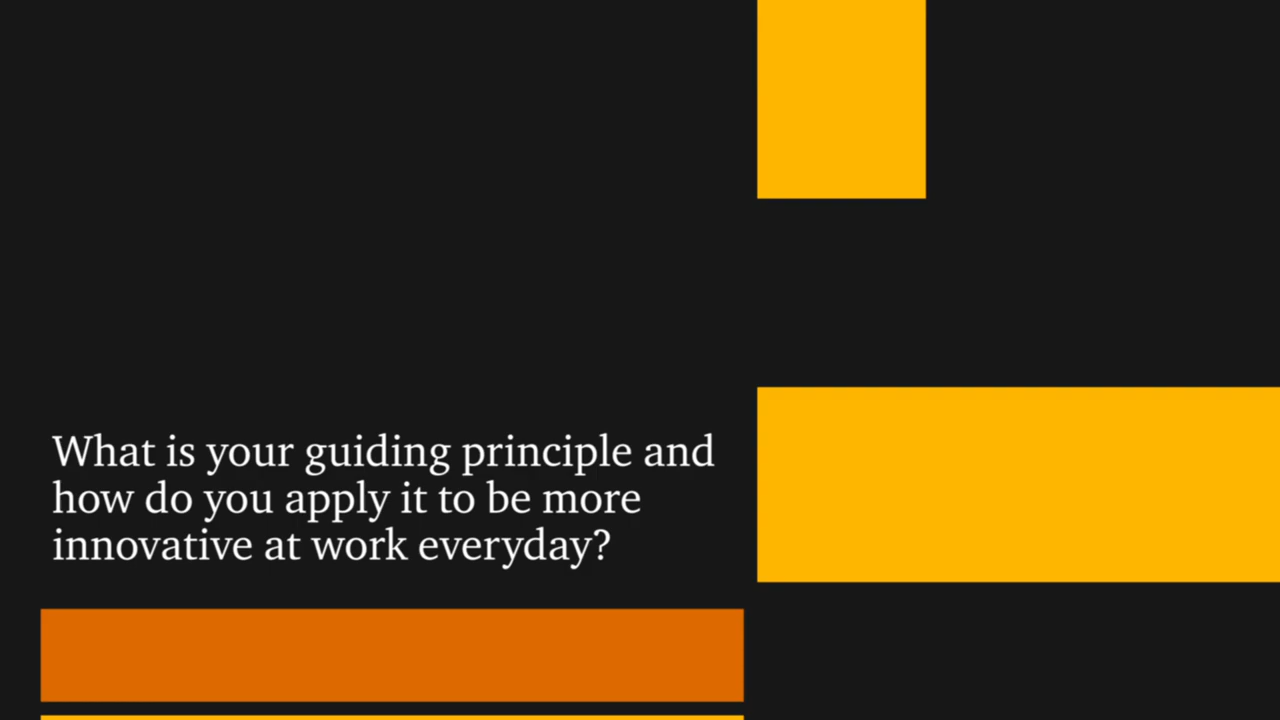 What is your guiding principle and
how do you apply it to be more
innovative at work everyday?